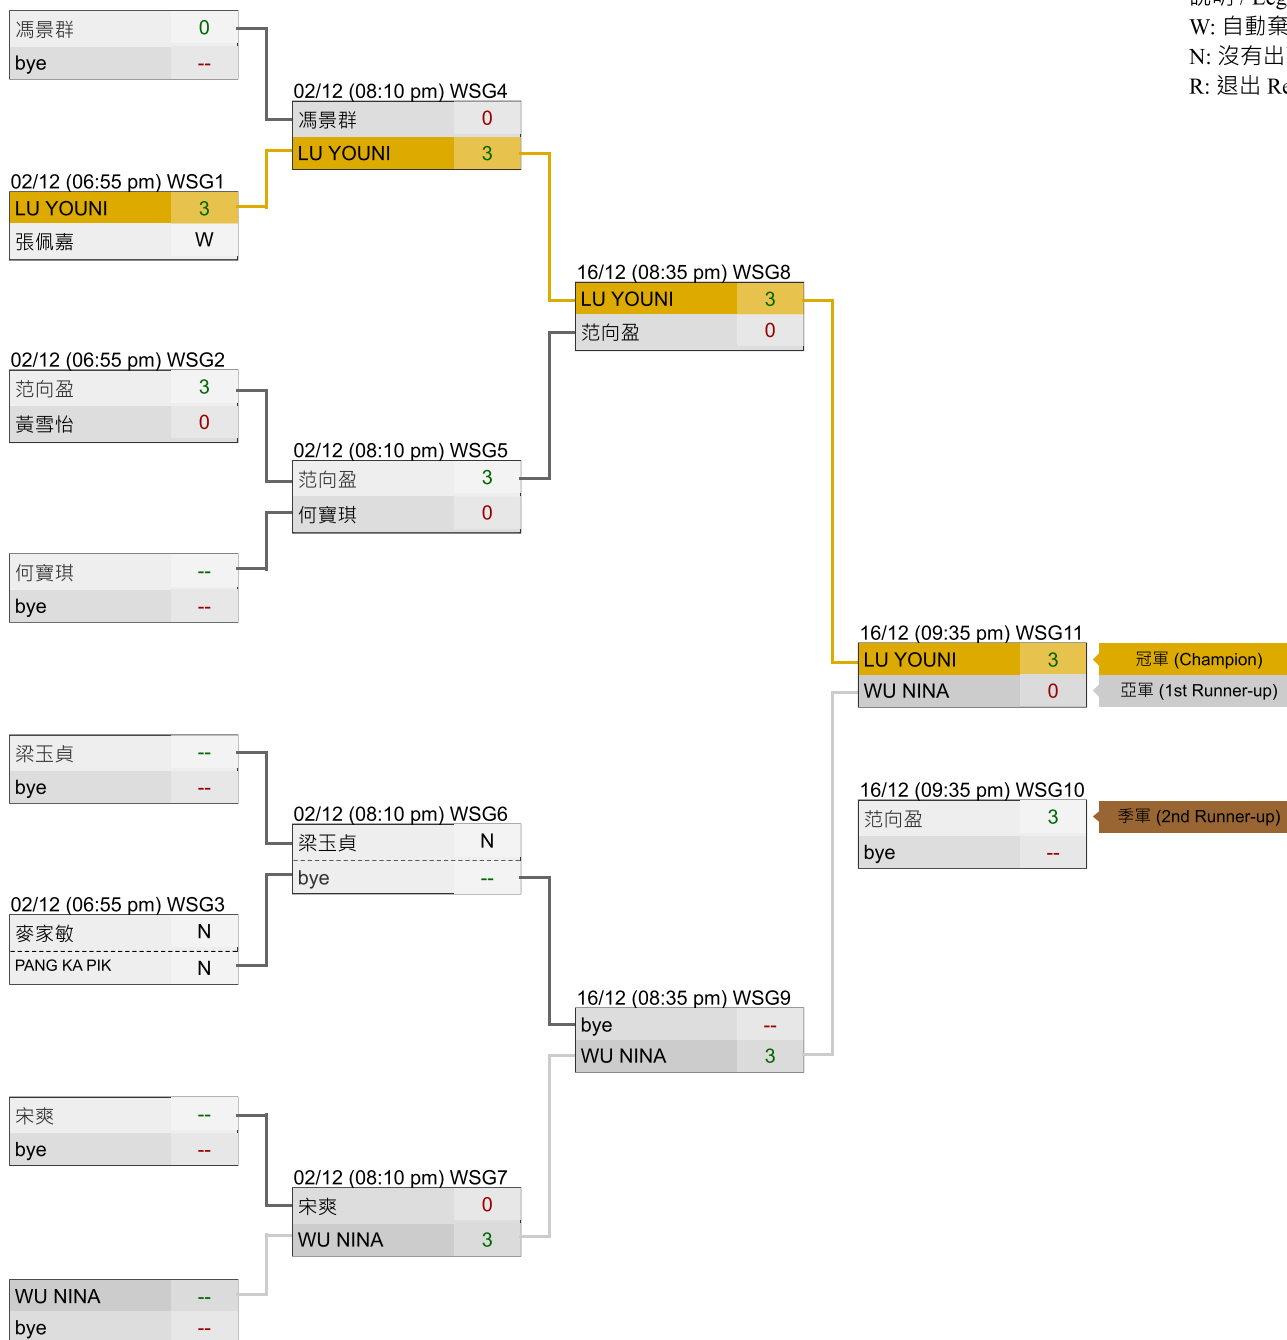 説明 / Leg
W: 自動棄
N: 沒有出
R: 退出 Re
馮景群 0
bye --
02/12 (08:10 pm) WSG4
馮景群 0
LU YOUNI 3
02/12 (06:55 pm) WSG1
LU YOUNI 3
張佩嘉 W
16/12 (08:35 pm) WSG8
LU YOUNI 3
范向盈 0
02/12 (06:55 pm) WSG2
范向盈 3
黃雪怡 0
02/12 (08:10 pm) WSG5
范向盈 3
何寶琪 0
何寶琪 --
bye --
16/12 (09:35 pm) WSG11
LU YOUNI 3 冠軍 (Champion)
WU NINA 0 亞軍 (1st Runner-up)
梁玉貞 --
bye --
16/12 (09:35 pm) WSG10
范向盈 3 季軍 (2nd Runner-up)
bye --
02/12 (08:10 pm) WSG6
梁玉貞 N
bye --
02/12 (06:55 pm) WSG3
麥家敏 N
PANG KA PIK N
16/12 (08:35 pm) WSG9
bye --
WU NINA 3
宋爽 --
bye --
02/12 (08:10 pm) WSG7
宋爽 0
WU NINA 3
WU NINA --
bye --